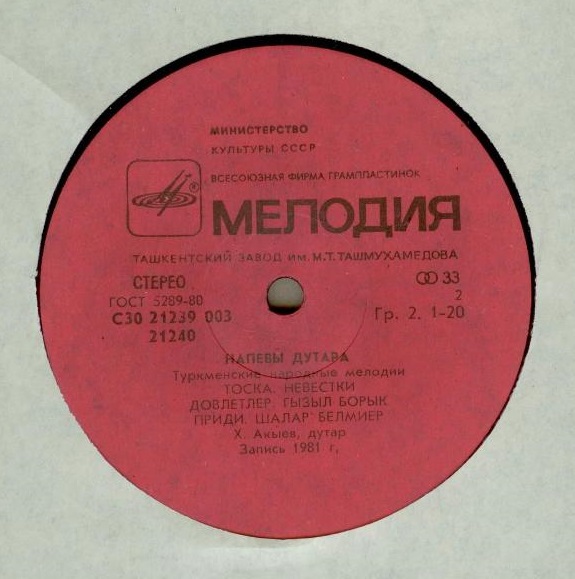 МИНИСТЕРСТВО
КУЛЬТУРЫ СССР
ВСЕСОЮЗНАЯ ФИРМА ГРАМПЛАСТИНОК
®
МЕЛОДИЯ
ТАШКЕНТСКИЙ ЗАВОД ИМ. М.Т. ТАШМУХАМЕДОВА
СТЕРЕО 33
ГОСТ 5289-80 2
С30 21239 003 Гр. 2. 1-20
21240
НАПЕВЫ ДУТАРА
Туркменские народные мелодии
ТОСКА. НЕВЕСТКИ
ДОВЛЕТЛЕР. ГЫЗЫЛ БОРЫК
ПРИДИ. ШАЛАР БЕЛМИЕР
Х. Аныев, дутар
Запись 1981 г,